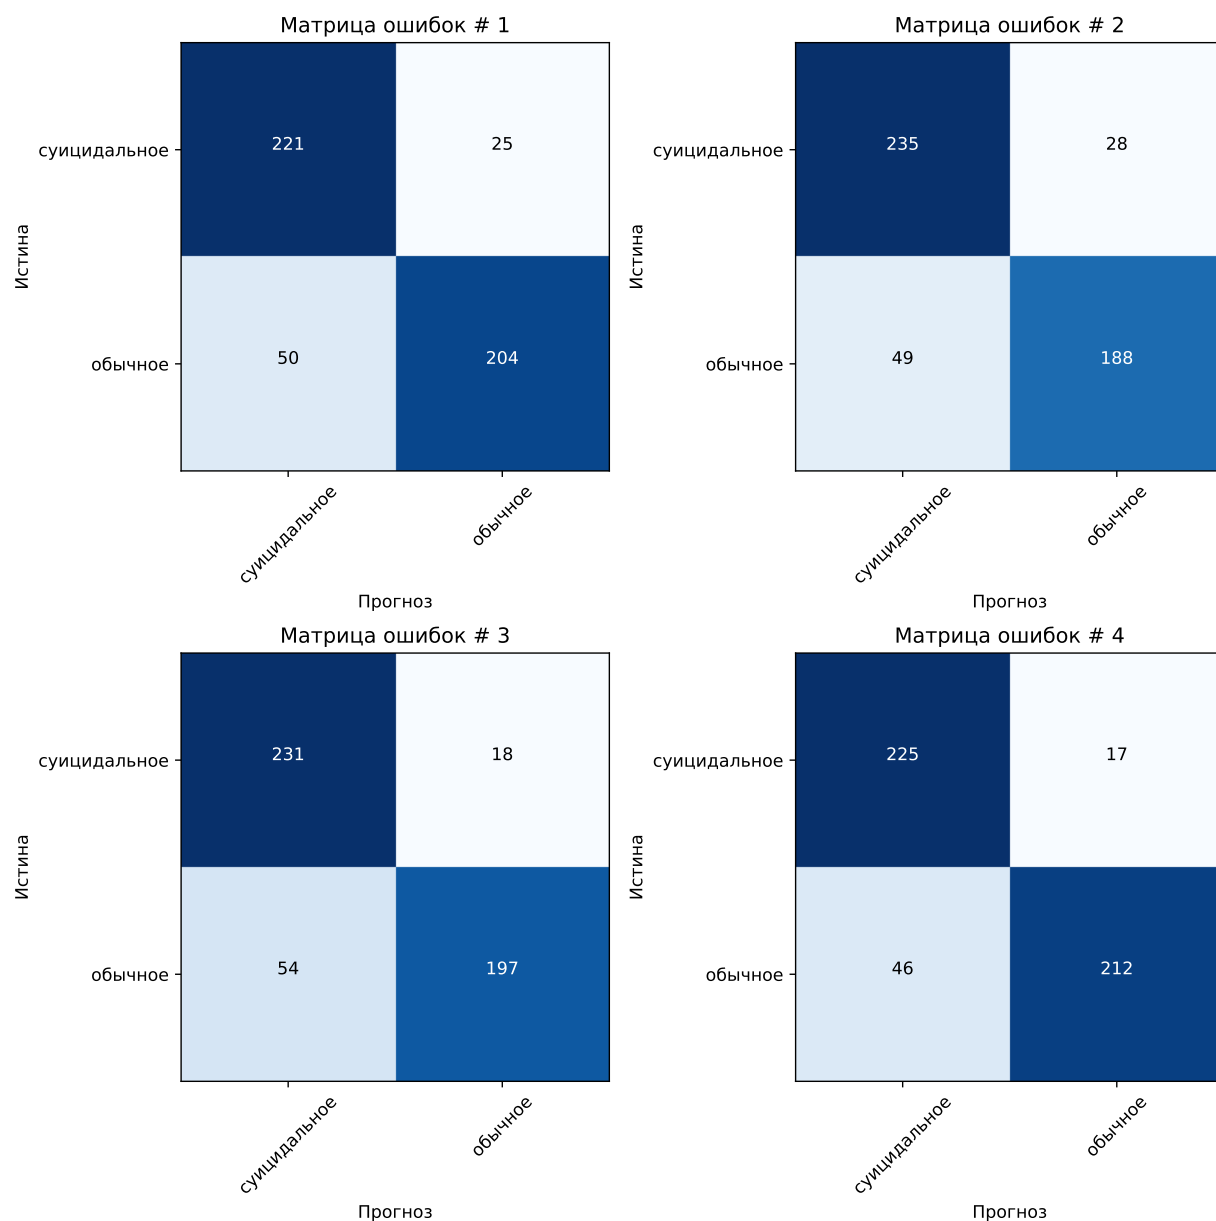 Матрица ошибок # 1
суицидальное
221
25
Истина
обычное
50
204
суицидальное
обычное
Прогноз
Матрица ошибок # 2
суицидальное
235
28
Истина
обычное
49
188
суицидальное
обычное
Прогноз
Матрица ошибок # 3
суицидальное
231
18
Истина
обычное
54
197
суицидальное
обычное
Прогноз
Матрица ошибок # 4
суицидальное
225
17
Истина
обычное
46
212
суицидальное
обычное
Прогноз